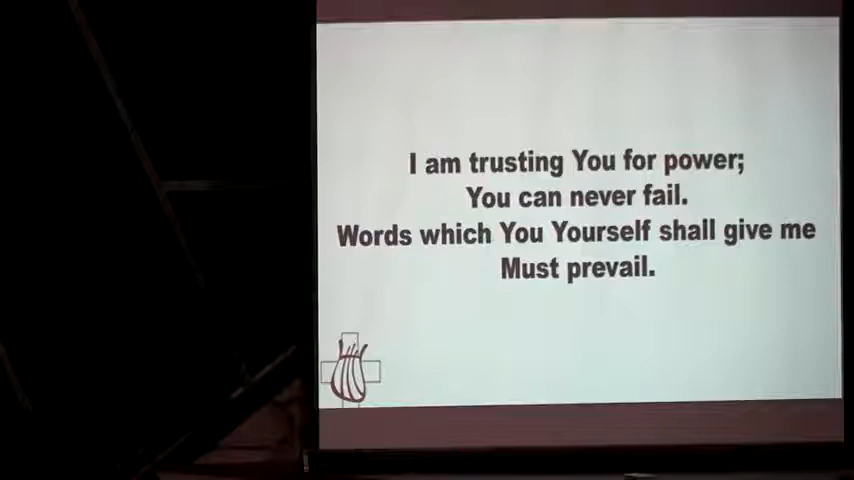 I am trusting You for power;
You can never fail.
Words which You Yourself shall give me
Must prevail.